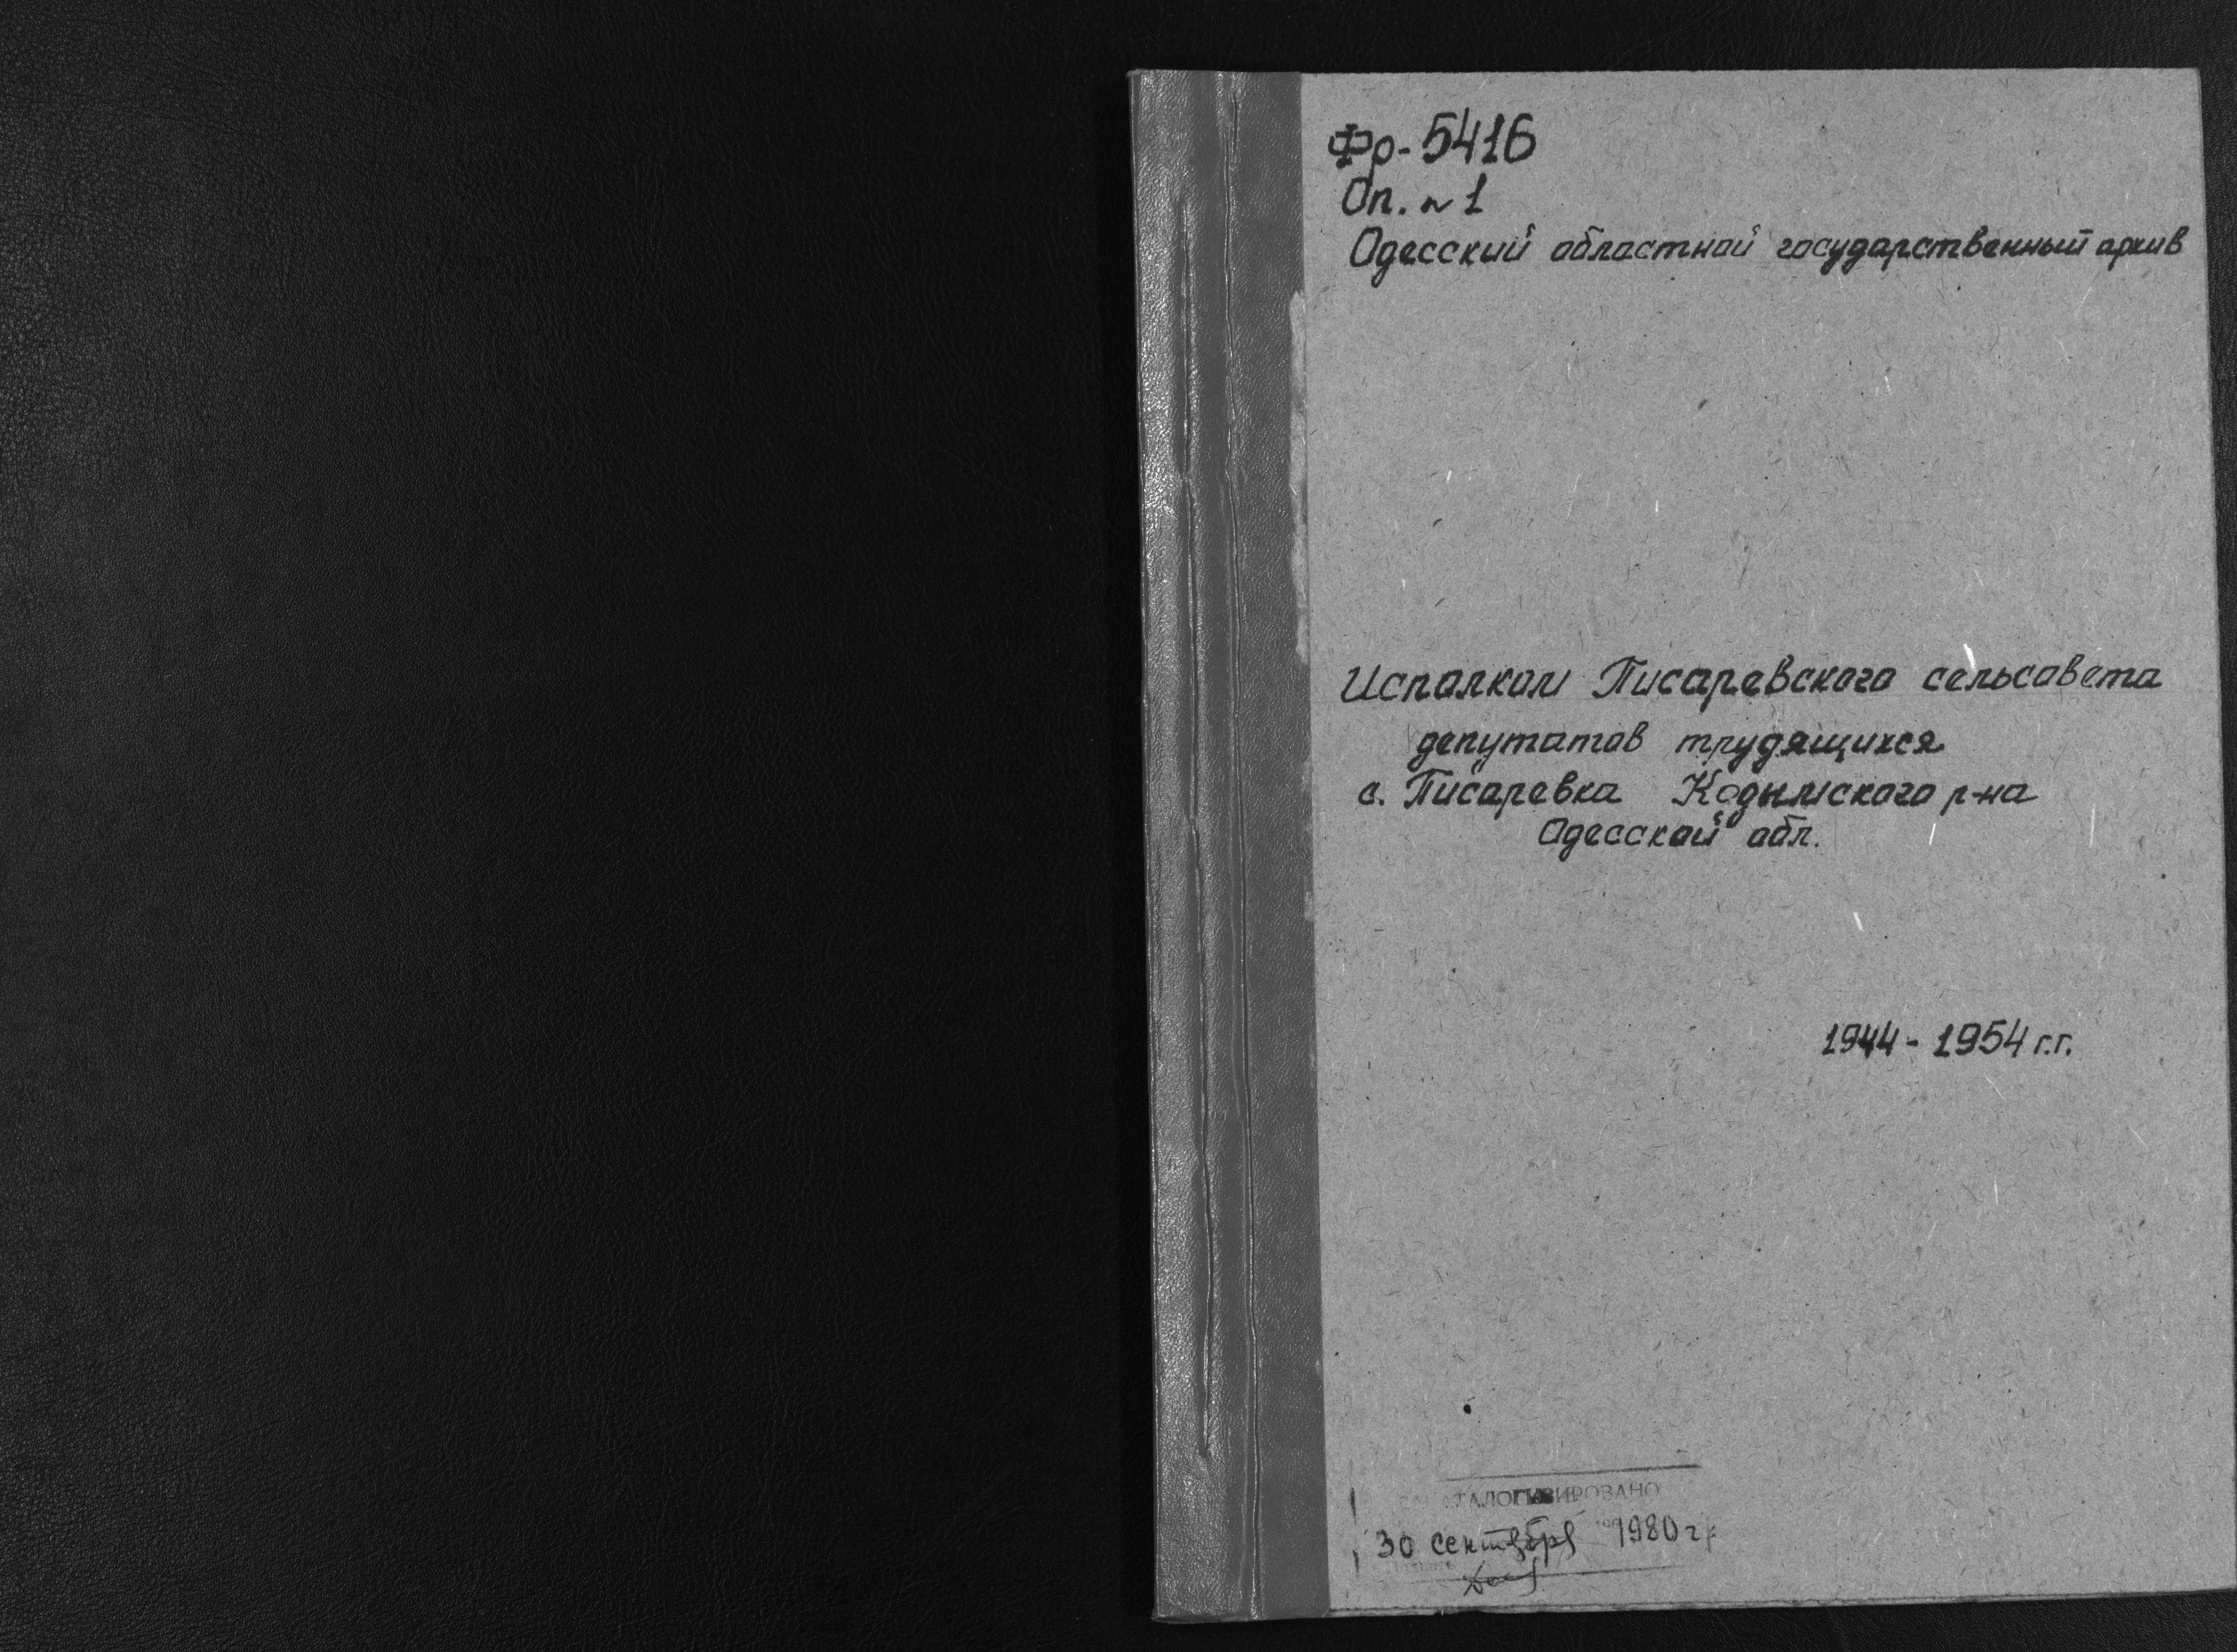 Фр-5416
Оп. № 1
Одесский областной государственный архив
Исполком Писаревского сельсовета
депутатов трудящихся
с. Писаревка Кодымского р-на
Одесской обл.
1944 - 1954 г.г.
КАТАЛОГИЗИРОВАНО
30 сентября 1980 г.